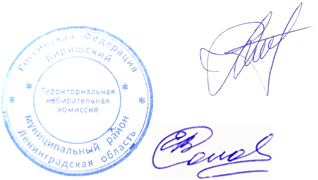 Российская Федерация
Киришский
муниципальный район
Ленинградская область
Территориальная
избирательная
комиссия